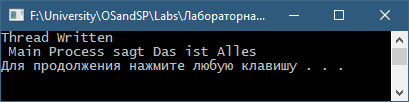 F:\University\OSandSP\Labs\Лабораторна...
Thread Written
 Main Process sagt Das ist Alles
Для продолжения нажмите любую клавишу . . .